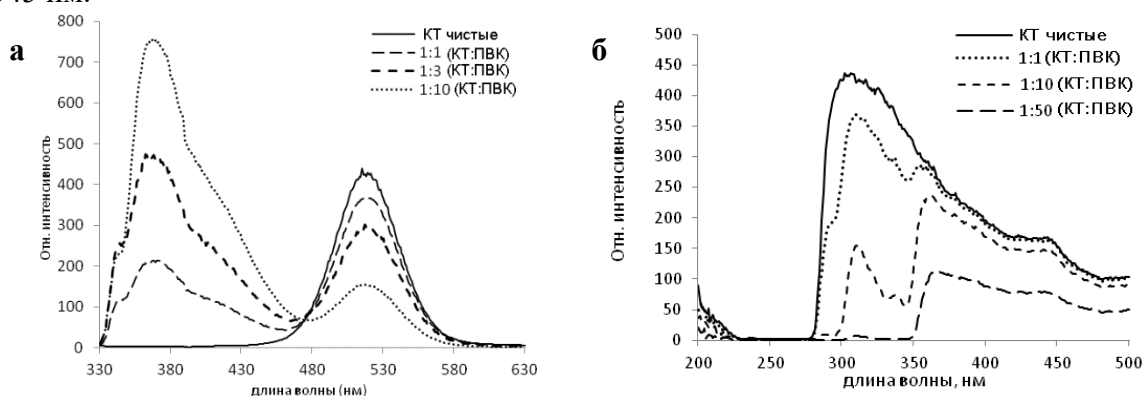 а
800
700
600
500
400
300
200
100
0
Отн. интенсивность
КТ чистые
1:1 (КТ:ПВК)
1:3 (КТ:ПВК)
1:10 (КТ:ПВК)
330 380 430 480 530 580 630
длина волны (нм)
б
500
450
400
350
300
250
200
150
100
50
0
Отн. интенсивность
КТ чистые
1:1 (КТ:ПВК)
1:10 (КТ:ПВК)
1:50 (КТ:ПВК)
200 250 300 350 400 450 500
длина волны, нм